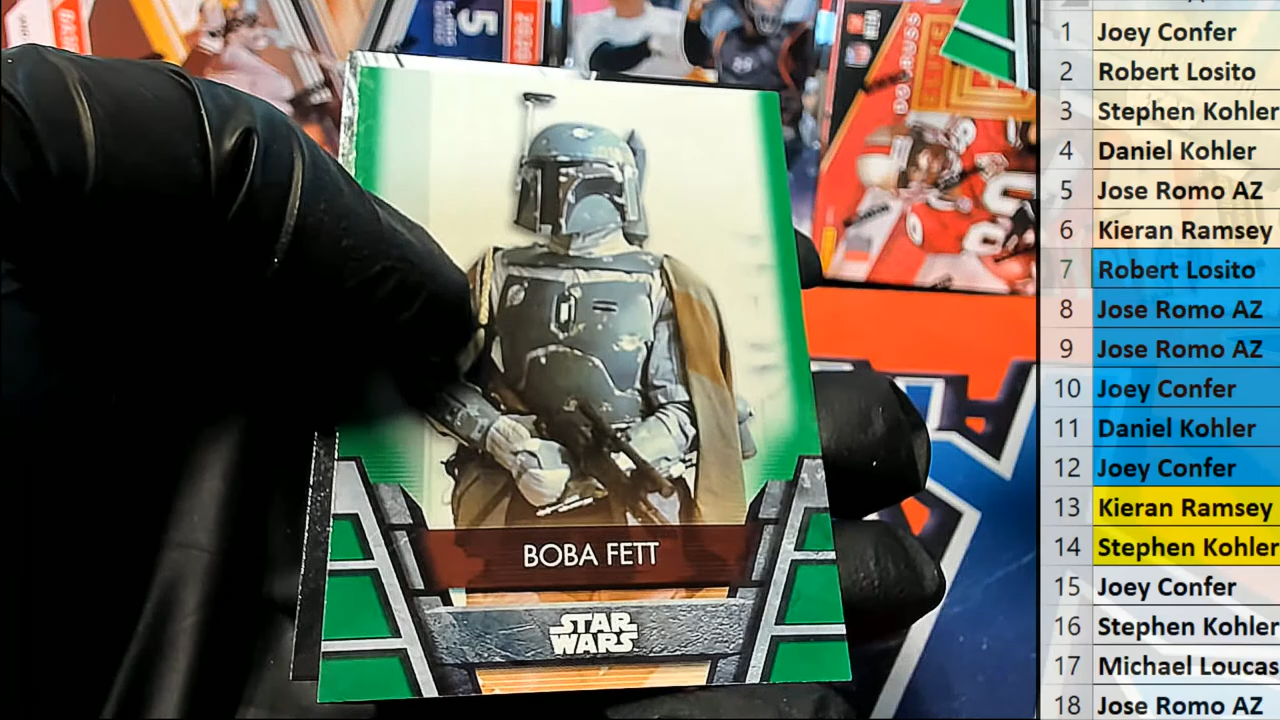 BOBA FETT
STAR
WARS
5
1 Joey Confer
2 Robert Losito
3 Stephen Kohler
4 Daniel Kohler
5 Jose Romo AZ
6 Kieran Ramsey
7 Robert Losito
8 Jose Romo AZ
9 Jose Romo AZ
10 Joey Confer
11 Daniel Kohler
12 Joey Confer
13 Kieran Ramsey
14 Stephen Kohler
15 Joey Confer
16 Stephen Kohler
17 Michael Loucas
18 Jose Romo AZ